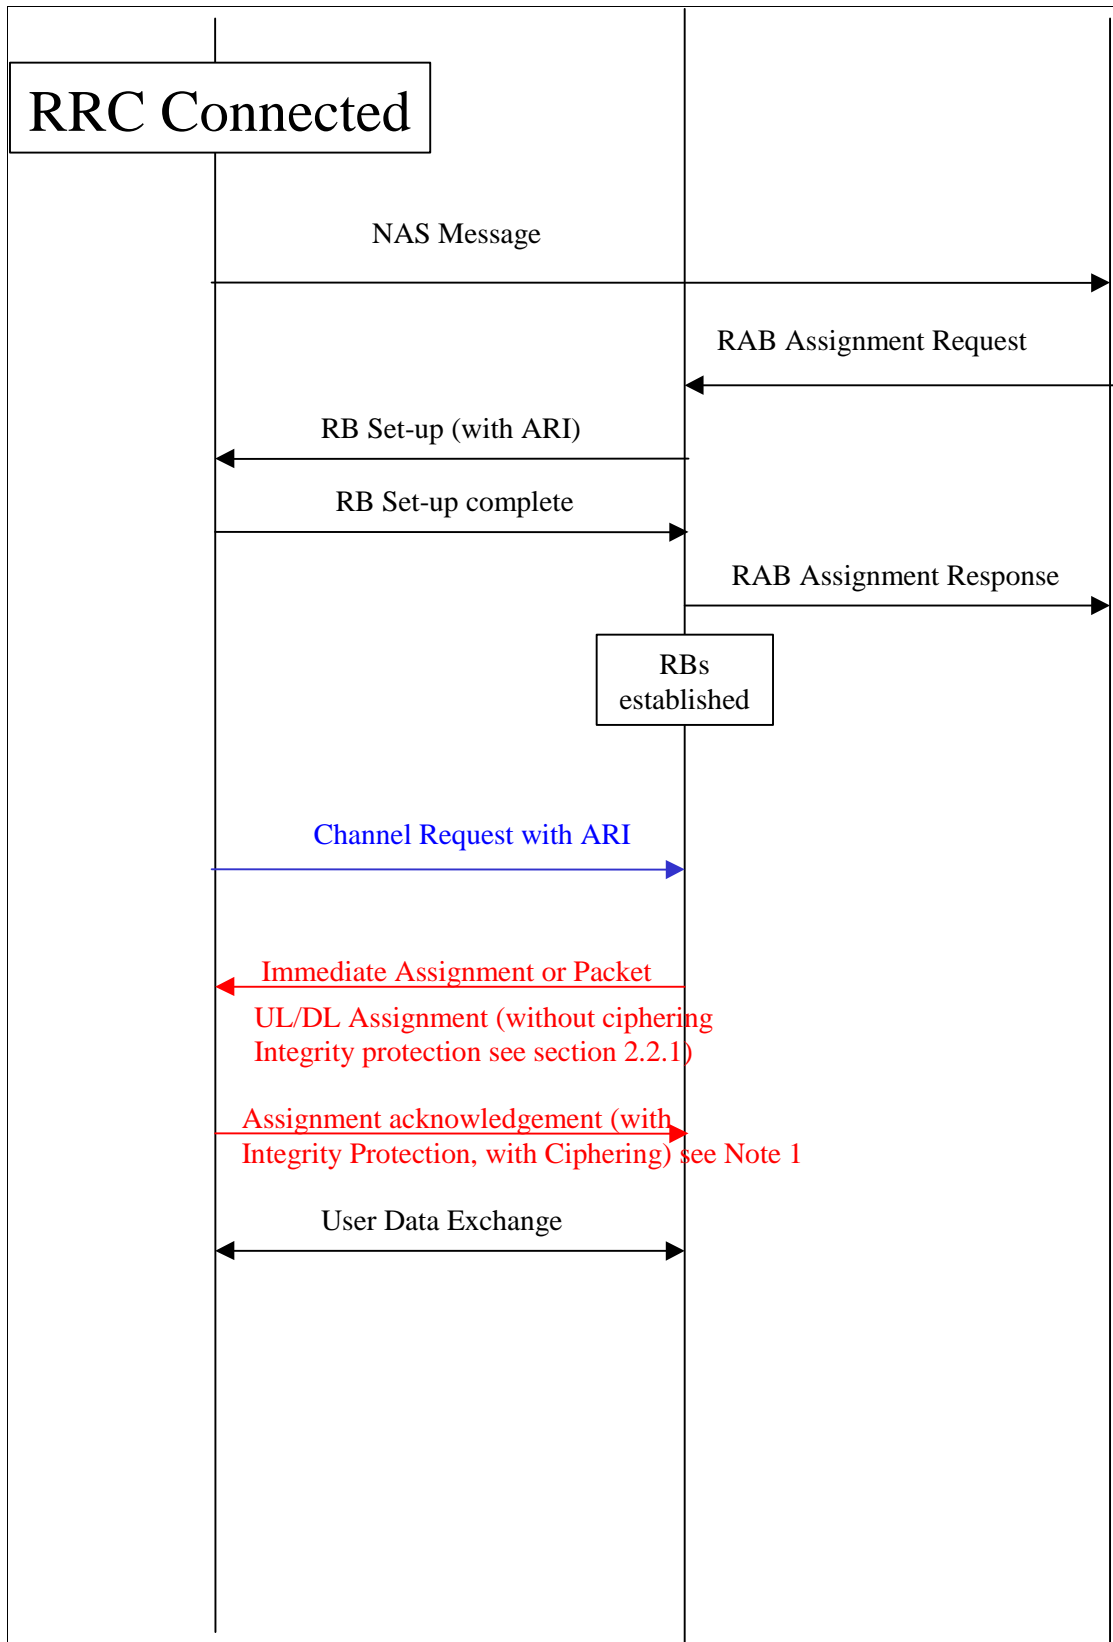 RRC Connected
NAS Message
RAB Assignment Request
RB Set-up (with ARI)
RB Set-up complete
RAB Assignment Response
RBs
established
Channel Request with ARI
Immediate Assignment or Packet
UL/DL Assignment (without ciphering
Integrity protection see section 2.2.1)
Assignment acknowledgement (with
Integrity Protection, with Ciphering) see Note 1
User Data Exchange